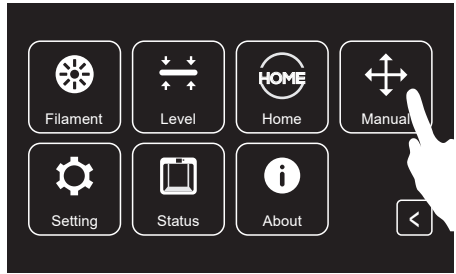 Filament
Level
HOME
Home
Manual
Setting
Status
About